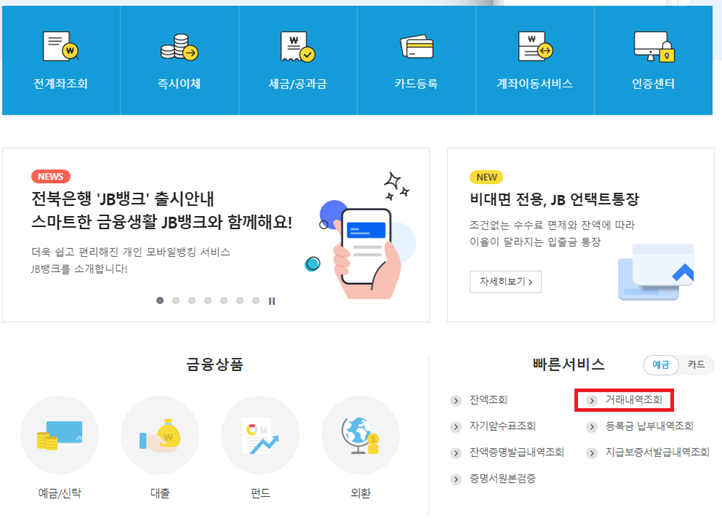 전계좌조회
즉시이체
세금/공과금
카드등록
계좌이동서비스
인증센터
NEWS
전북은행 'JB뱅크' 출시안내
스마트한 금융생활 JB뱅크와 함께해요!
더욱 쉽고 편리해진 개인 모바일뱅킹 서비스
JB뱅크를 소개합니다!
NEW
비대면 전용, JB 언택트통장
조건없는 수수료 면제와 잔액에 따라
이율이 달라지는 입출금 통장
자세히보기 >
금융상품
예금/신탁
대출
펀드
외환
빠른서비스
예금
카드
잔액조회
거래내역조회
자기앞수표조회
등록금 납부내역조회
잔액증명발급내역조회
지급보증서발급내역조회
증명서원본검증